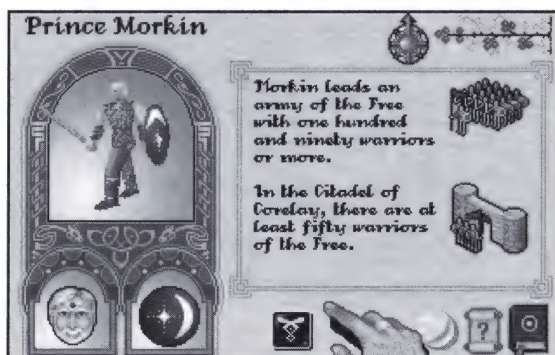 Prince Morkin
Morkin leads an
army of the Free
with one hundred
and ninety warriors
or more.
In the Citadel of
Corelay, there are at
least fifty warriors
of the Free.
?